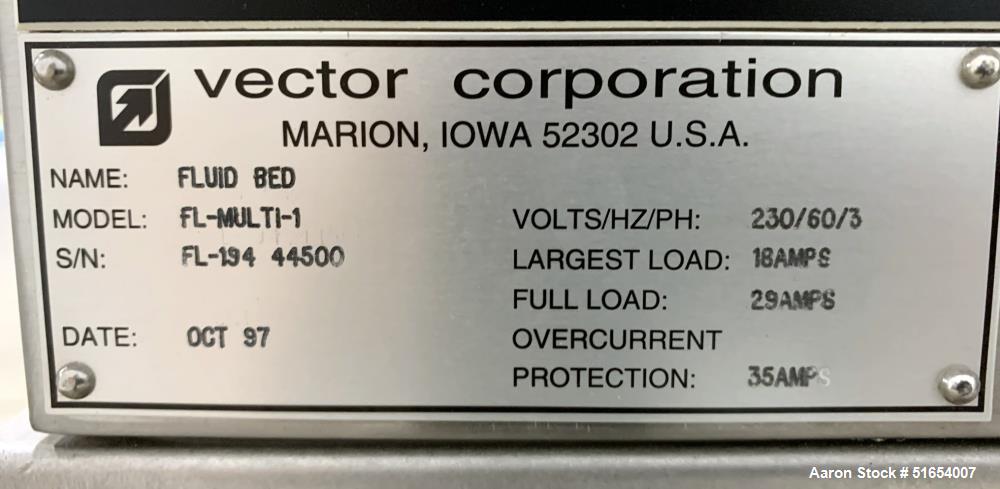 vector corporation
MARION, IOWA 52302 U.S.A.
NAME: FLUID BED
MODEL: FL-MULTI-1
S/N: FL-194 44500
DATE: OCT 97
VOLTS/HZ/PH: 230/60/3
LARGEST LOAD: 18AMPS
FULL LOAD: 29AMPS
OVERCURRENT
PROTECTION: 35AMPS
Aaron Stock # 51654007